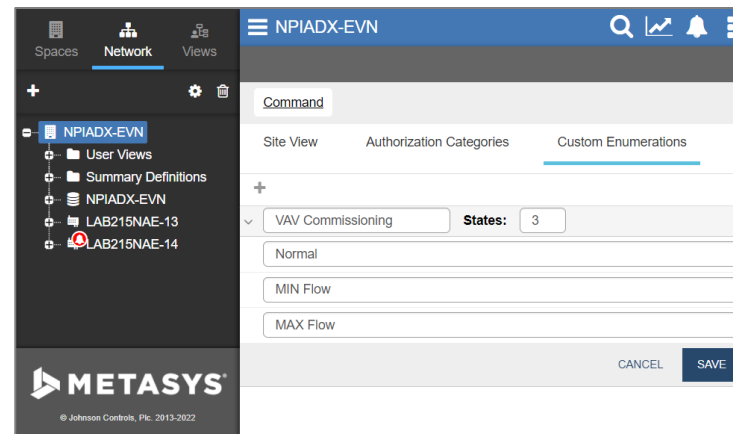 Spaces Network Views
NPIADX-EVN
Command
NPIADX-EVN
User Views
Summary Definitions
NPIADX-EVN
LAB215NAE-13
LAB215NAE-14
Site View Authorization Categories Custom Enumerations
VAV Commissioning States: 3
Normal
MIN Flow
MAX Flow
CANCEL SAVE
METASYS®
© Johnson Controls, Plc. 2013-2022